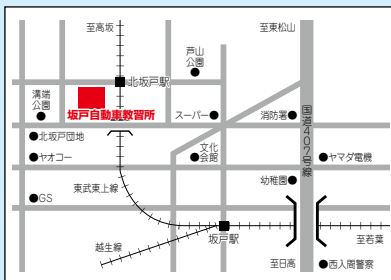 至高坂
至東松山
芦山
公園
北坂戸駅
溝端
公園
坂戸自動車教習所
スーパー
消防署
国道407号線
北坂戸団地
ヤオコー
文化
会館
ヤマダ電機
東武東上線
幼稚園
GS
坂戸駅
至若葉
越生線
至日高
西入間警察